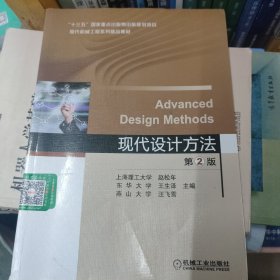 “十三五”国家重点出版物出版规划项目
现代机械工程系列精品教材
Advanced
Design Methods
现代设计方法
第2版
上海理工大学 赵松年
东华大学 王生泽 主编
燕山大学 汪飞雪
机械工业出版社
CHINA MACHINE PRESS